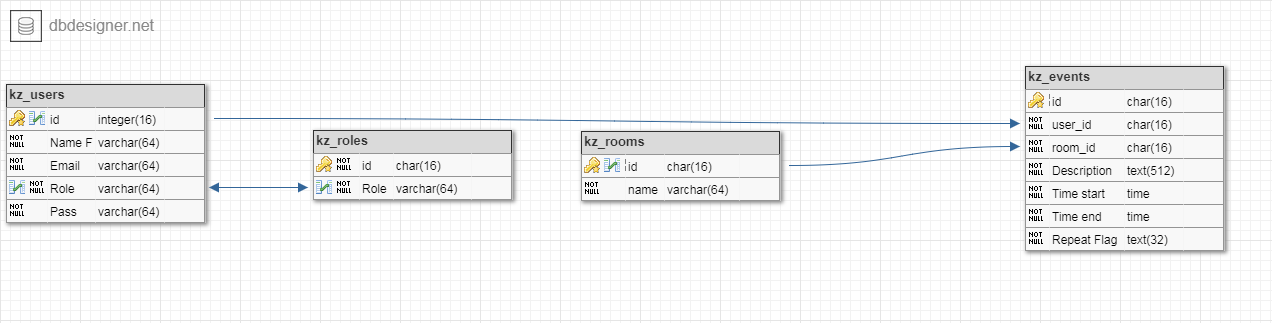 dbdesigner.net
kz_users
id integer(16)
NOT NULL Name F varchar(64)
NOT NULL Email varchar(64)
NOT NULL Role varchar(64)
NOT NULL Pass varchar(64)
kz_roles
NOT NULL id char(16)
NOT NULL Role varchar(64)
kz_rooms
id char(16)
NOT NULL name varchar(64)
kz_events
id char(16)
NOT NULL user_id char(16)
NOT NULL room_id char(16)
NOT NULL Description text(512)
NOT NULL Time start time
NOT NULL Time end time
NOT NULL Repeat Flag text(32)